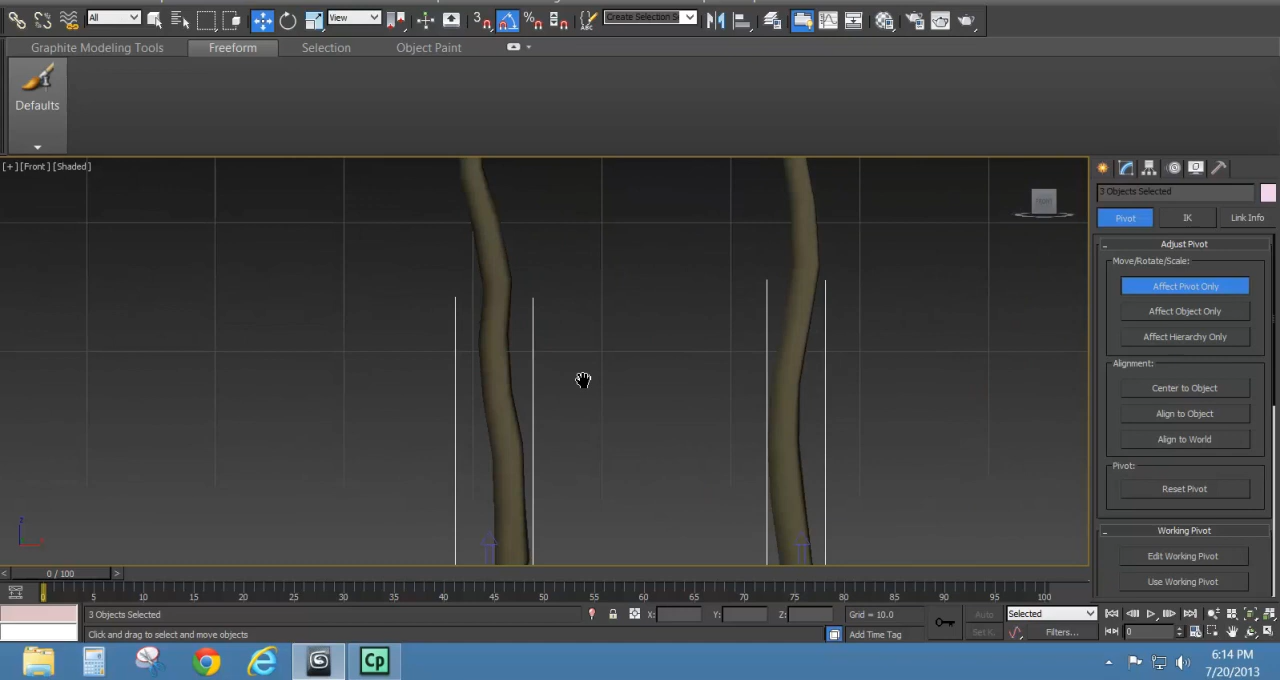 All
View
3
Create Selection S
Graphite Modeling Tools
Freeform
Selection
Object Paint
Defaults
[+] [Front] [Shaded]
3 Objects Selected
Pivot
IK
Link Info
Adjust Pivot
Move/Rotate/Scale:
Affect Pivot Only
Affect Object Only
Affect Hierarchy Only
Alignment:
Center to Object
Align to Object
Align to World
Pivot:
Reset Pivot
Working Pivot
Edit Working Pivot
Use Working Pivot
< 0 / 100 >
0 5 10 15 20 25 30 35 40 45 50 55 60 65 70 75 80 85 90 95 100
3 Objects Selected
X: Y: Z: Grid = 10.0
Auto
Selected
Click and drag to select and move objects
Add Time Tag
Set K.
Filters...
0
Cp
6:14 PM
7/20/2013